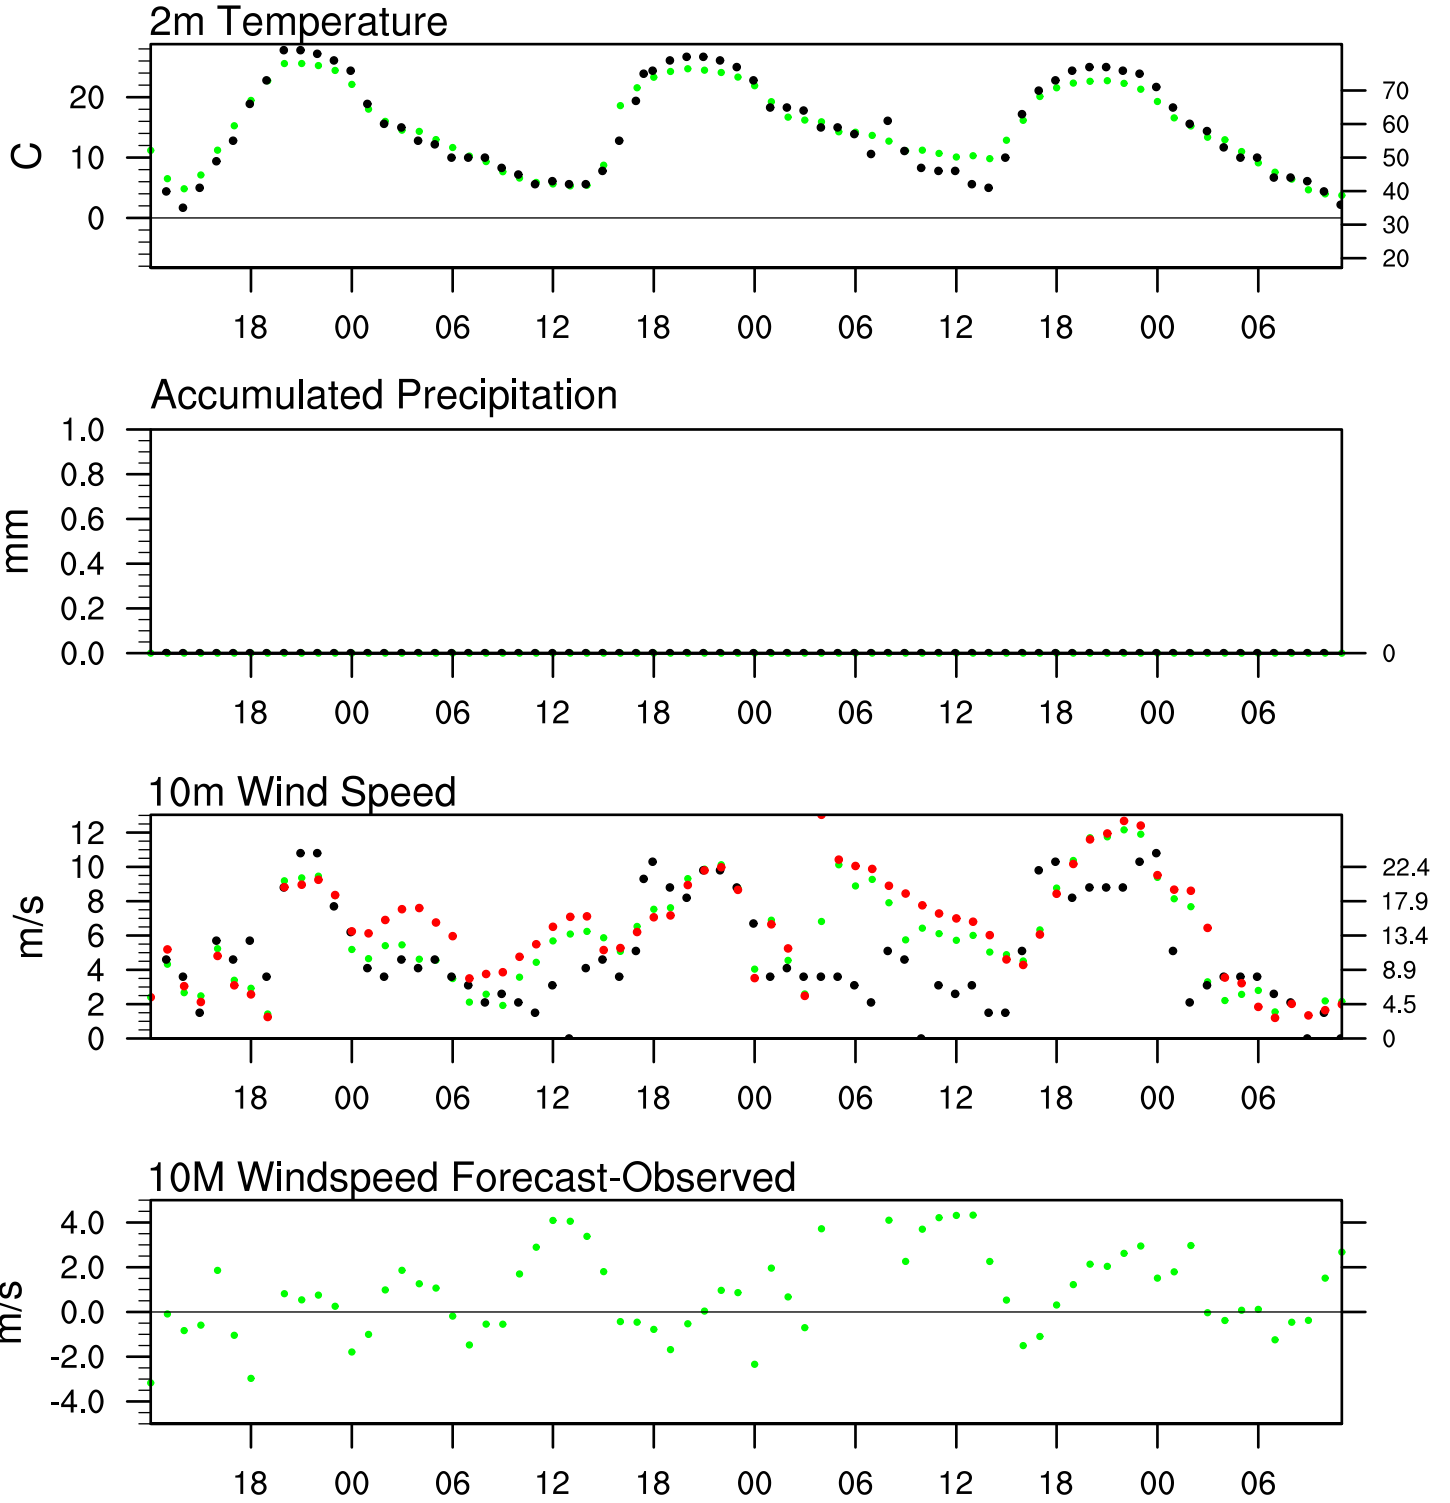 2m Temperature
C
20
10
0
70
60
50
40
30
20
18 00 06 12 18 00 06 12 18 00 06
Accumulated Precipitation
mm
1.0
0.8
0.6
0.4
0.2
0.0
0
18 00 06 12 18 00 06 12 18 00 06
10m Wind Speed
m/s
12
10
8
6
4
2
0
22.4
17.9
13.4
8.9
4.5
0
18 00 06 12 18 00 06 12 18 00 06
10M Windspeed Forecast-Observed
m/s
4.0
2.0
0.0
-2.0
-4.0
18 00 06 12 18 00 06 12 18 00 06